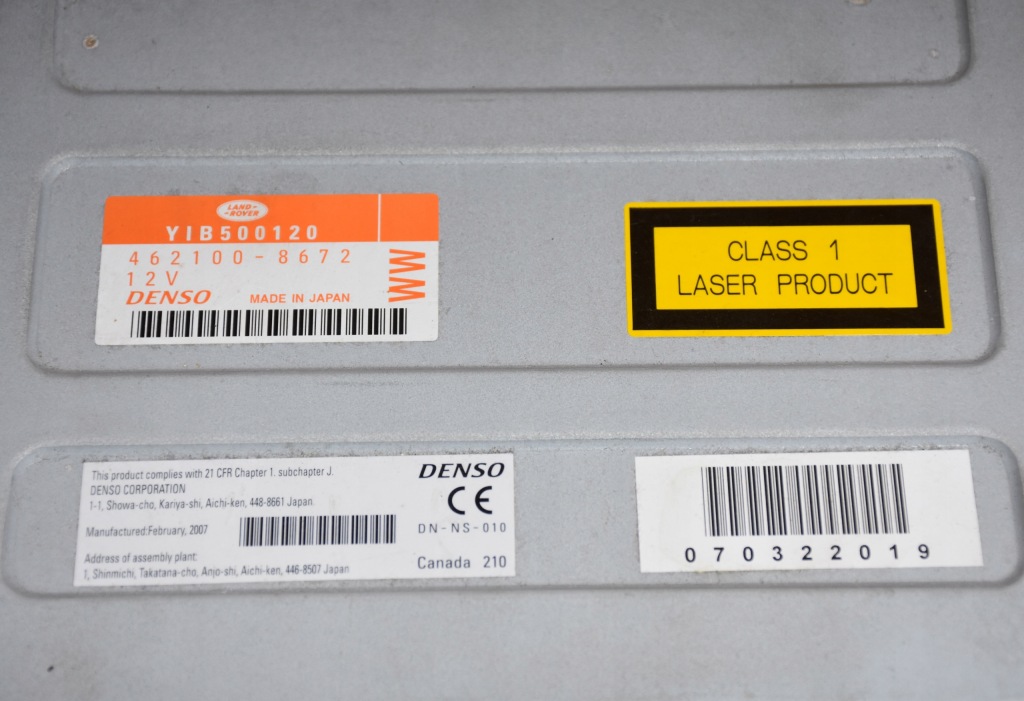 LAND-
-ROVER
YIB500120
462100-8672
12V
DENSO MADE IN JAPAN
WW
CLASS 1
LASER PRODUCT
This product complies with 21 CFR Chapter 1. subchapter J.
DENSO CORPORATION
1-1, Showa-cho, Kariya-shi, Aichi-ken, 448-8661 Japan
Manufactured:February, 2007
Address of assembly plant:
1, Shinmichi, Takatana-cho, Anjo-shi, Aichi-ken, 446-8507 Japan
DENSO
CE
DN-NS-010
Canada 210
070322019